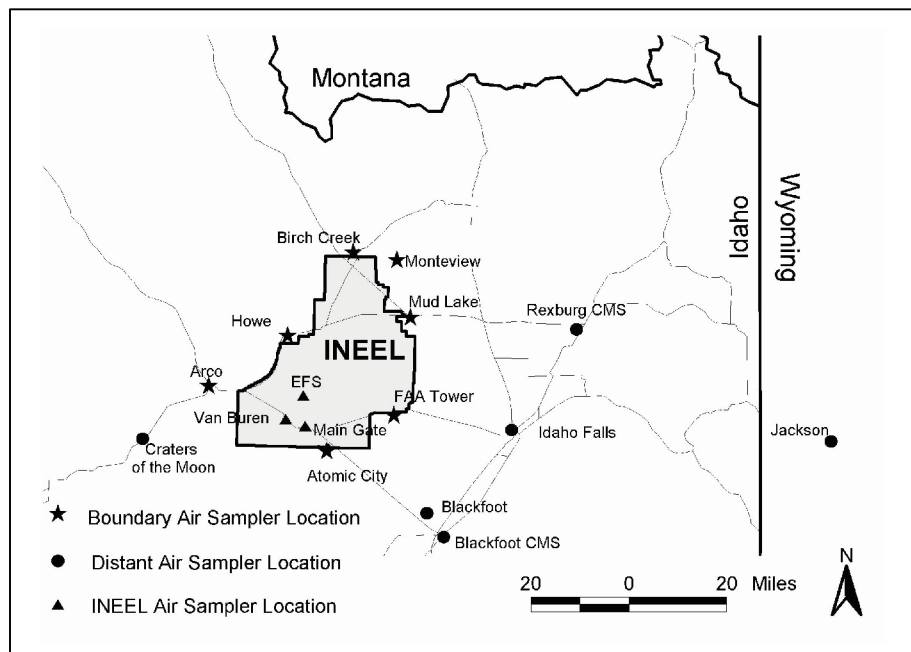 Montana
Idaho
Wyoming
Birch Creek
Monteview
Mud Lake
Howe
Rexburg CMS
INEEL
Arco
EFS
FAA Tower
Van Buren
Main Gate
Idaho Falls
Jackson
Craters
of the Moon
Atomic City
Blackfoot
Blackfoot CMS
Boundary Air Sampler Location
Distant Air Sampler Location
INEEL Air Sampler Location
20 0 20 Miles
N